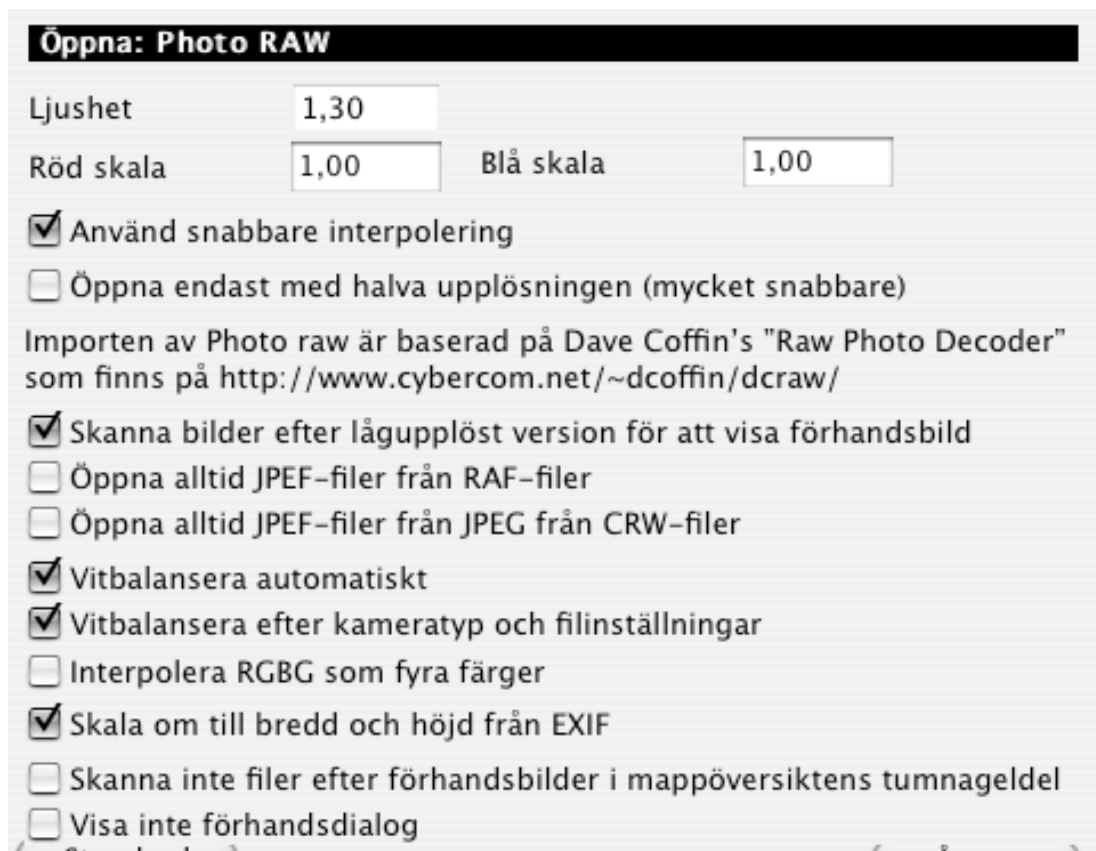 Öppna: Photo RAW
Ljushet 1,30
Röd skala 1,00 Blå skala 1,00
Använd snabbare interpolering
Öppna endast med halva upplösningen (mycket snabbare)
Importen av Photo raw är baserad på Dave Coffin's "Raw Photo Decoder"
som finns på http://www.cybercom.net/~dcoffin/dcraw/
Skanna bilder efter lågupplöst version för att visa förhandsbild
Öppna alltid JPEF-filer från RAF-filer
Öppna alltid JPEF-filer från JPEG från CRW-filer
Vitbalansera automatiskt
Vitbalansera efter kameratyp och filinställningar
Interpolera RGBG som fyra färger
Skala om till bredd och höjd från EXIF
Skanna inte filer efter förhandsbilder i mappöversiktens tumnageldel
Visa inte förhandsdialog